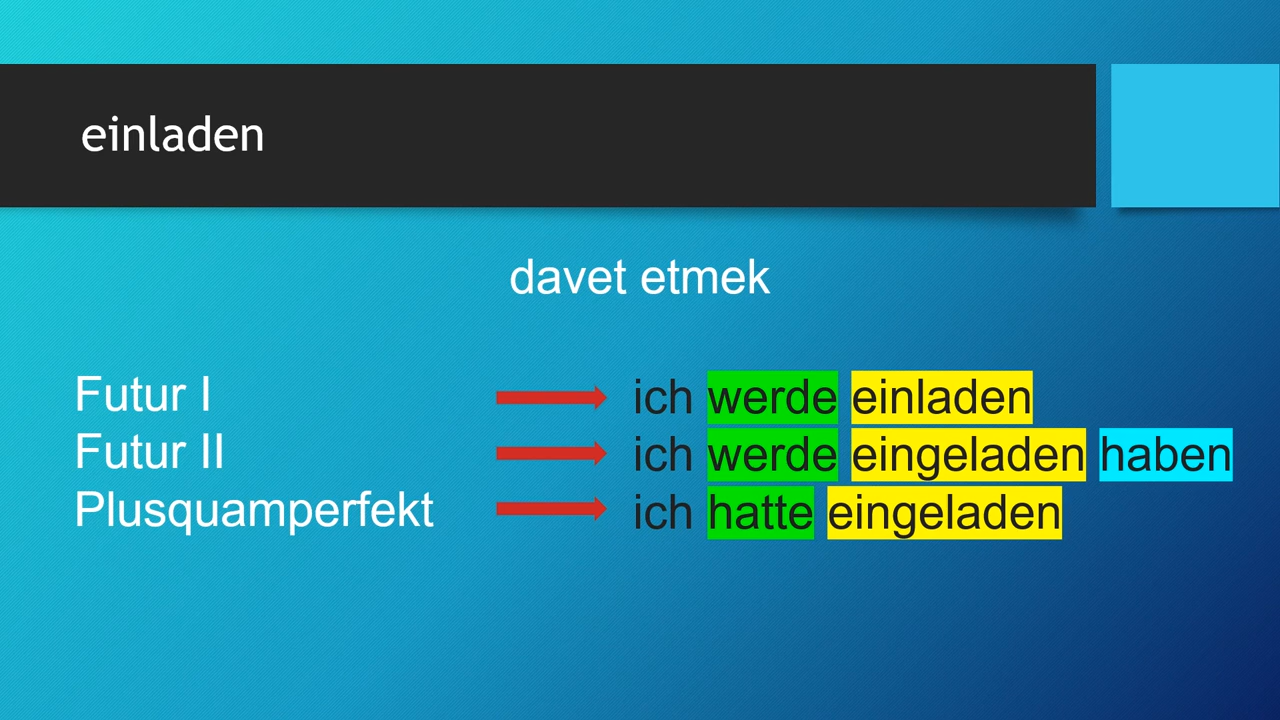 einladen
davet etmek
Futur I ich werde einladen
Futur II ich werde eingeladen haben
Plusquamperfekt ich hatte eingeladen